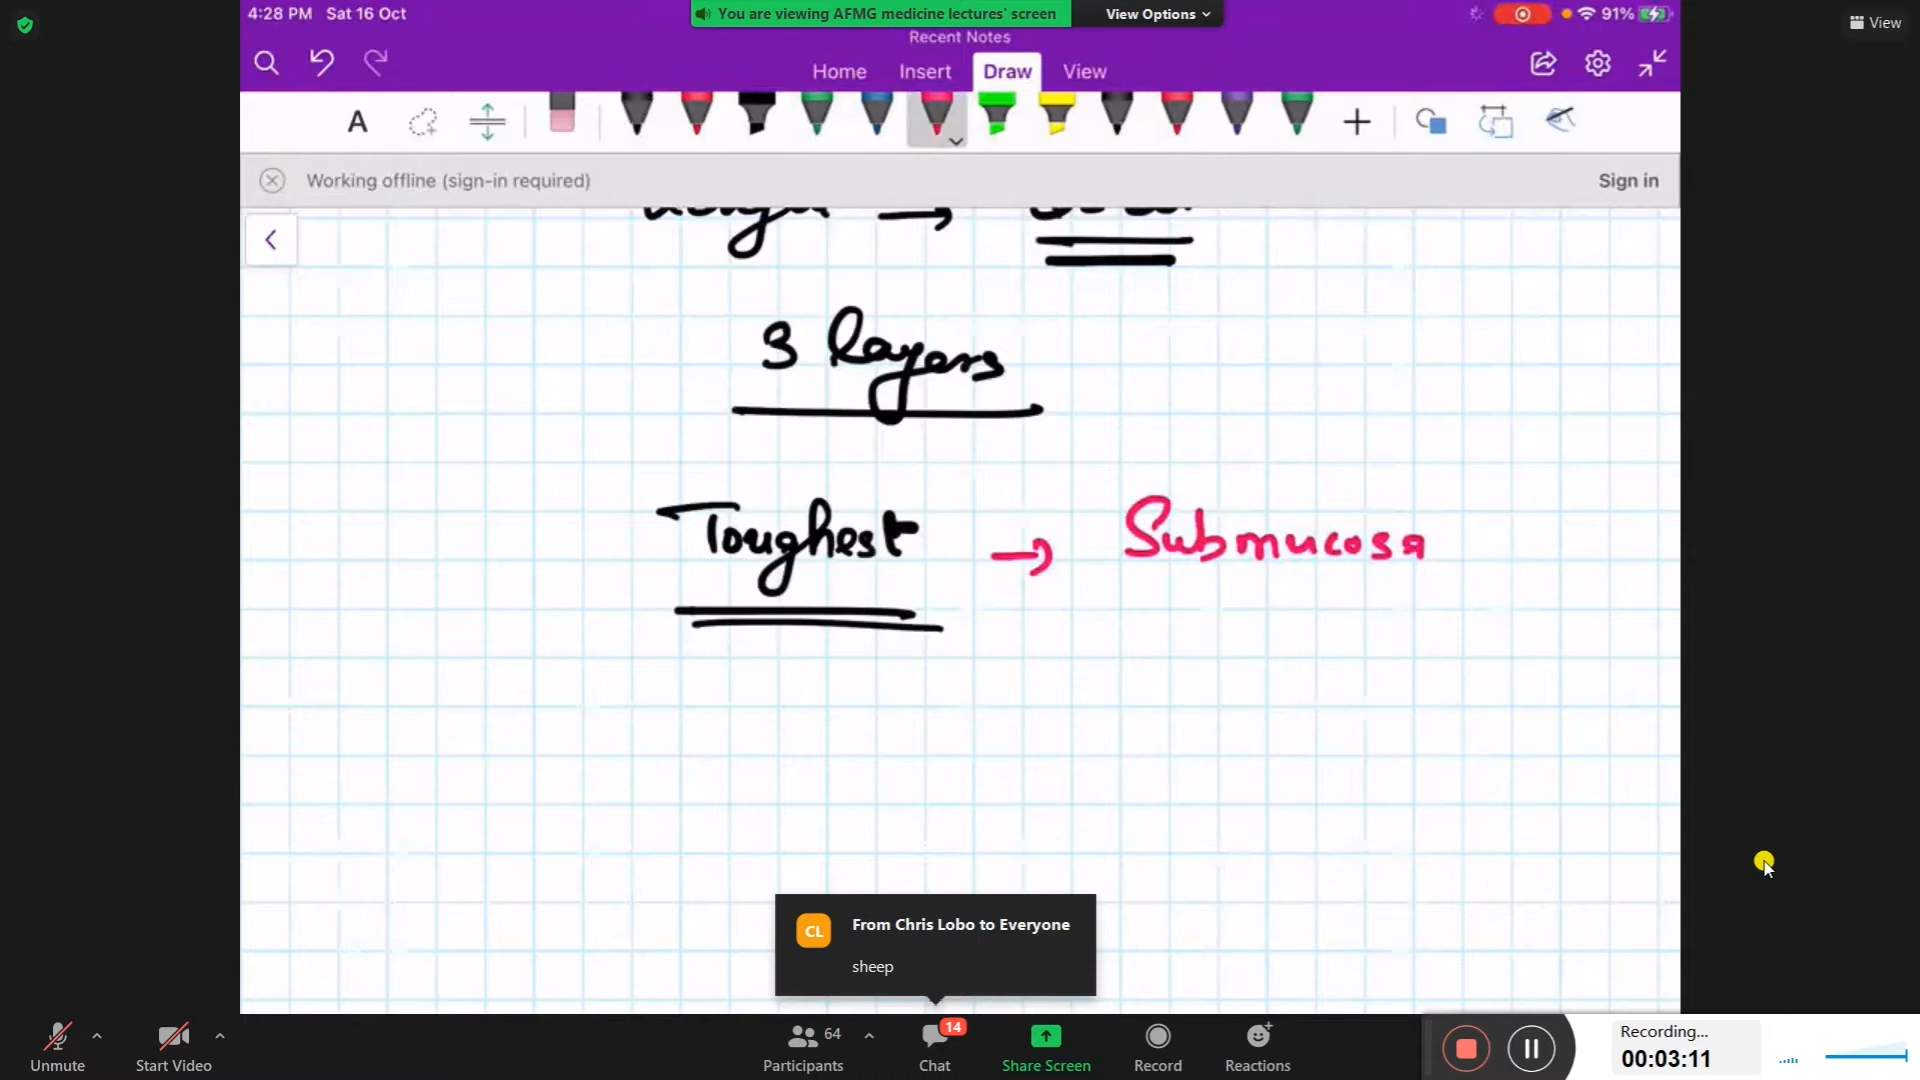 4:28 PM Sat 16 Oct
You are viewing AFMG medicine lectures' screen
View Options
91%
View
Recent Notes
Home Insert Draw View
A
Working offline (sign-in required)
Sign in
3 layers
Toughest → Submucosa
CL
From Chris Lobo to Everyone
sheep
Unmute
Start Video
64
Participants
14
Chat
Share Screen
Record
Reactions
Recording...
00:03:11